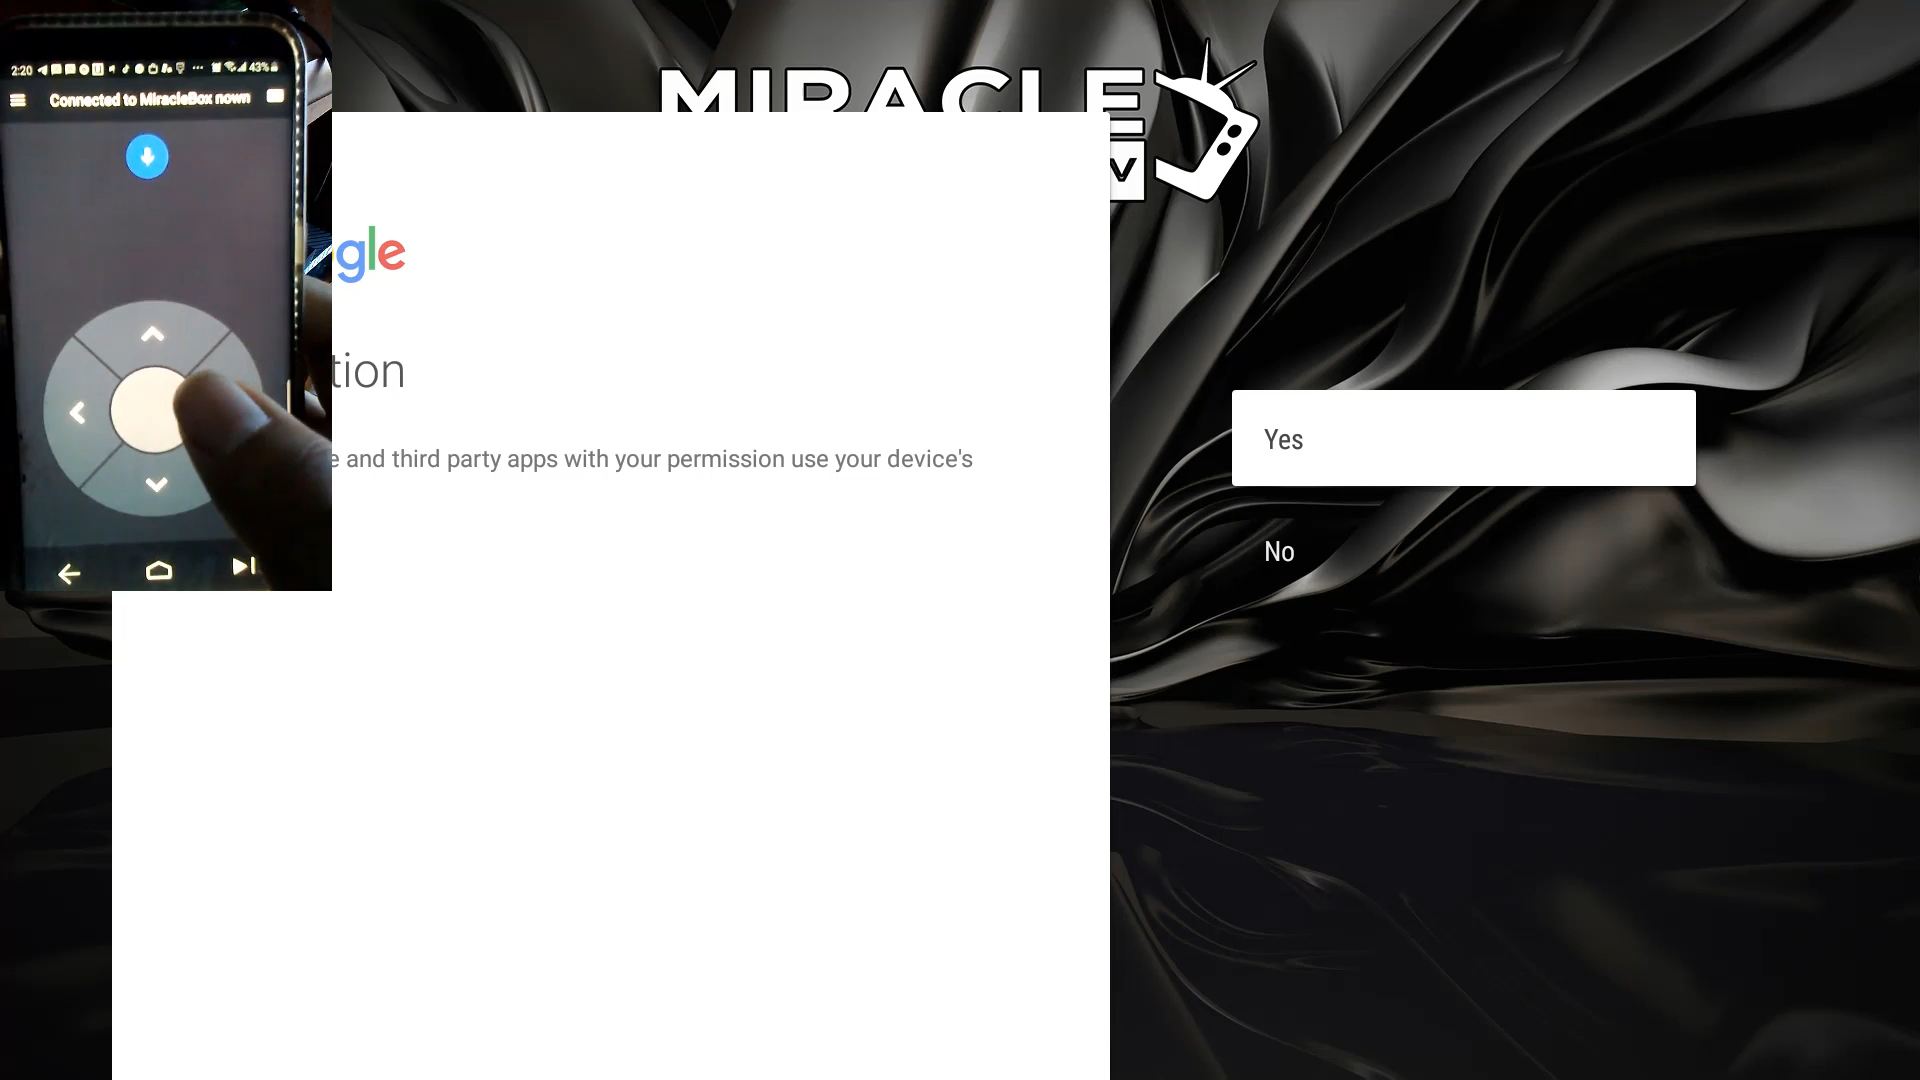 2:20
43%
Connected to MiracleBox nown
MIRACLE
V
gle
tion
e and third party apps with your permission use your device's
Yes
No